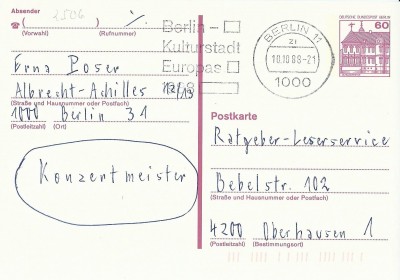 Absender
2506
☎(
)
(Vorwahl) (Rufnummer)
Erna Poser
Albrecht-Achilles 12/13
(Straße und Hausnummer oder Postfach)
1000 Berlin 31
(Postleitzahl) (Ort)
Konzertmeister
Berlin –
Kulturstadt
Europas
BERLIN 11
zi
10.10.88-21
1000
DEUTSCHE BUNDESPOST BERLIN
60
Postkarte
Ratgeber-Leserservice
Bebelstr. 102
(Straße und Hausnummer oder Postfach)
4200 Oberhausen 1
(Postleitzahl) (Bestimmungsort)